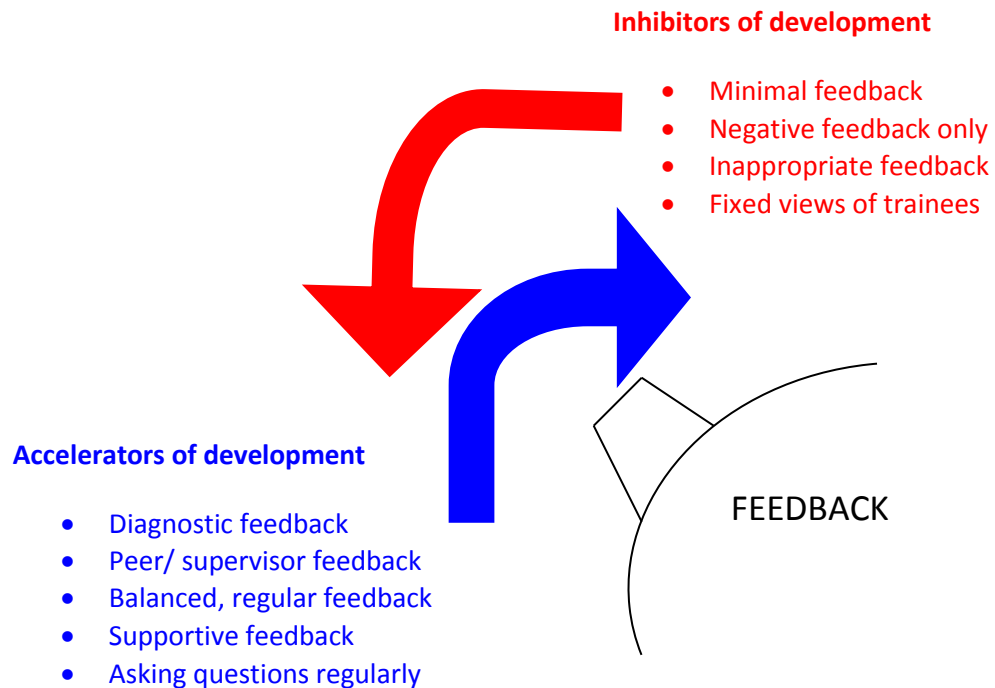 Inhibitors of development
• Minimal feedback
• Negative feedback only
• Inappropriate feedback
• Fixed views of trainees
Accelerators of development
• Diagnostic feedback
• Peer/ supervisor feedback
• Balanced, regular feedback
• Supportive feedback
• Asking questions regularly
FEEDBACK